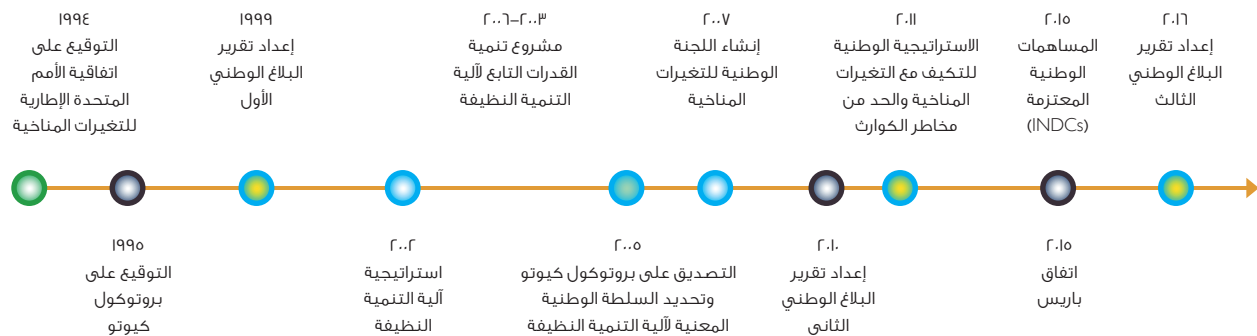 ١٩٩٤
التوقيع على
اتفاقية الأمم
المتحدة الإطارية
للتغيرات المناخية
١٩٩٩
إعداد تقرير
البلاغ الوطني
الأول
٢٠٠٣–٢٠٠٦
مشروع تنمية
القدرات التابع لآلية
التنمية النظيفة
٢٠٠٧
إنشاء اللجنة
الوطنية للتغيرات
المناخية
٢٠١١
الاستراتيجية الوطنية
للتكيف مع التغيرات
المناخية والحد من
مخاطر الكوارث
٢٠١٥
المساهمات
الوطنية
المعتزمة
(INDCs)
٢٠١٦
إعداد تقرير
البلاغ الوطني
الثالث
١٩٩٥
التوقيع على
بروتوكول
كيوتو
٢٠٠٢
استراتيجية
آلية التنمية
النظيفة
٢٠٠٥
التصديق على بروتوكول كيوتو
وتحديد السلطة الوطنية
المعنية لآلية التنمية النظيفة
٢٠١٠
إعداد تقرير
البلاغ الوطني
الثاني
٢٠١٥
اتفاق
باريس